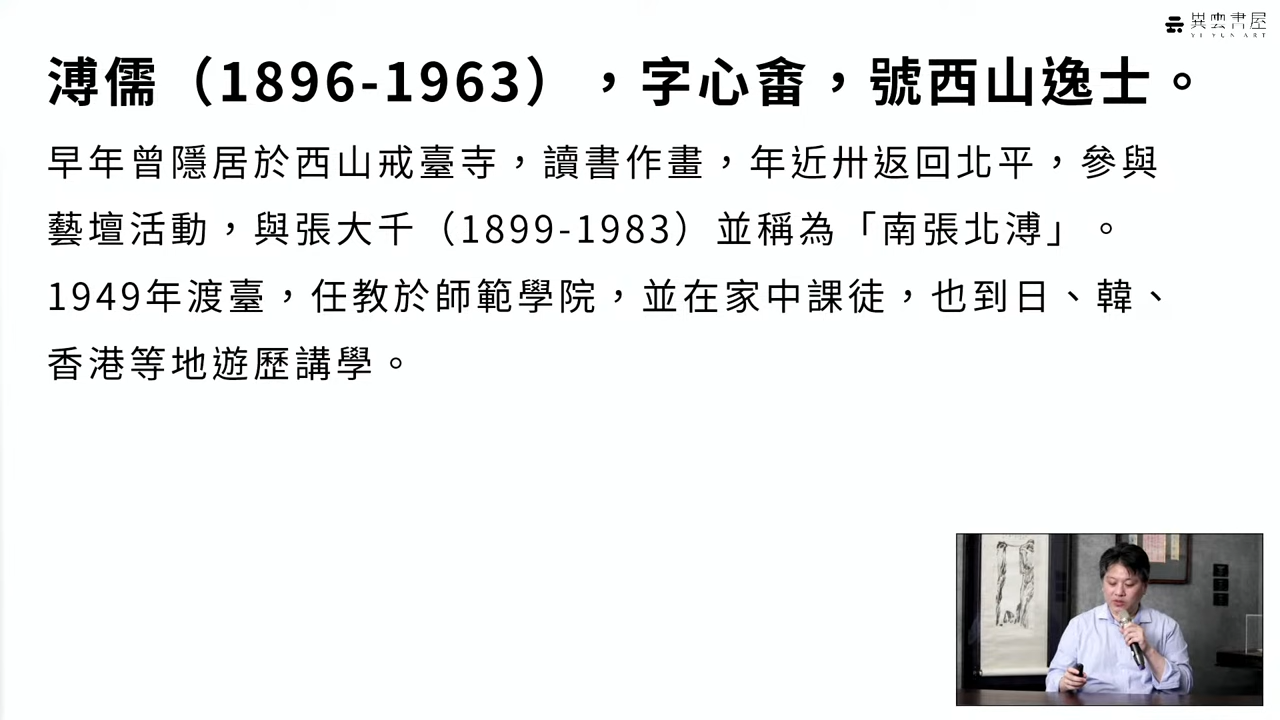 異雲書屋
YI YUN ART
溥儒（1896-1963），字心畬，號西山逸士。
早年曾隱居於西山戒臺寺，讀書作畫，年近卅返回北平，參與
藝壇活動，與張大千（1899-1983）並稱為「南張北溥」。
1949年渡臺，任教於師範學院，並在家中課徒，也到日、韓、
香港等地遊歷講學。